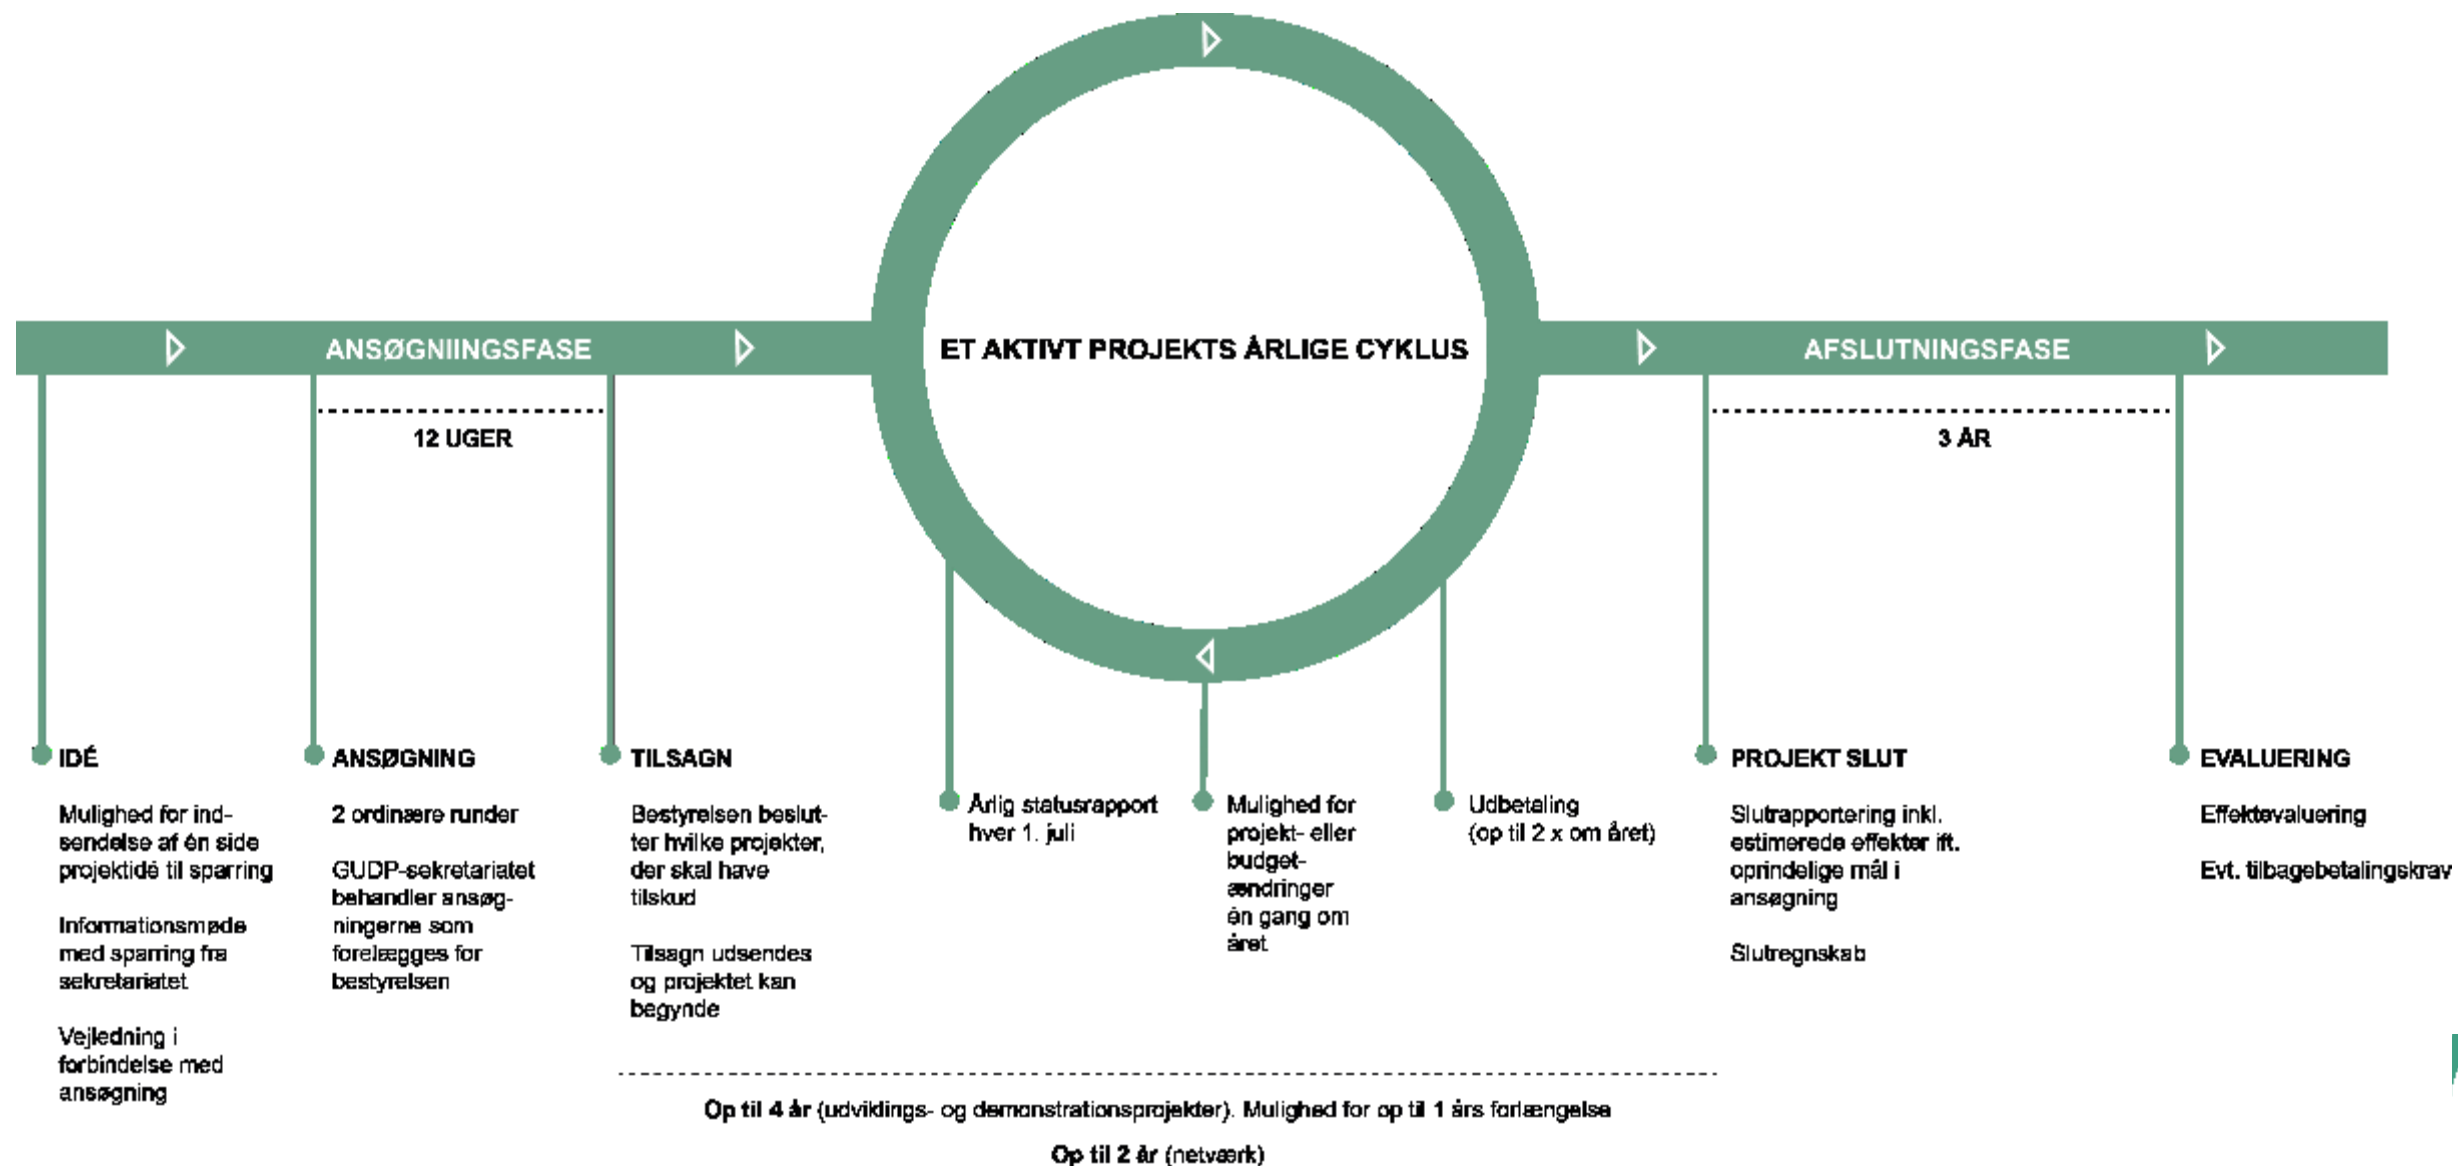 ANSØGNIINGSFASE
ET AKTIVT PROJEKTS ÅRLIGE CYKLUS
AFSLUTNINGSFASE
12 UGER
3 ÅR
IDÉ
Mulighed for ind-
sendelse af én side
projektidé til sparring
Informationsmøde
med sparring fra
sekretariatet
Vejledning i
forbindelse med
ansøgning
ANSØGNING
2 ordinære runder
GUDP-sekretariatet
behandler ansøg-
ningerne som
forelægges for
bestyrelsen
TILSAGN
Bestyrelsen beslut-
ter hvilke projekter,
der skal have
tilskud
Tilsagn udsendes
og projektet kan
begynde
Årlig statusrapport
hver 1. juli
Mulighed for
projekt- eller
budget-
ændringer
én gang om
året
Udbetaling
(op til 2 x om året)
PROJEKT SLUT
Slutrapportering inkl.
estimerede effekter ift.
oprindelige mål i
ansøgning
Slutregnskab
EVALUERING
Effektevaluering
Evt. tilbagebetalingskrav
Op til 4 år (udviklings- og demonstrationsprojekter). Mulighed for op til 1 års forlængelse
Op til 2 år (netværk)